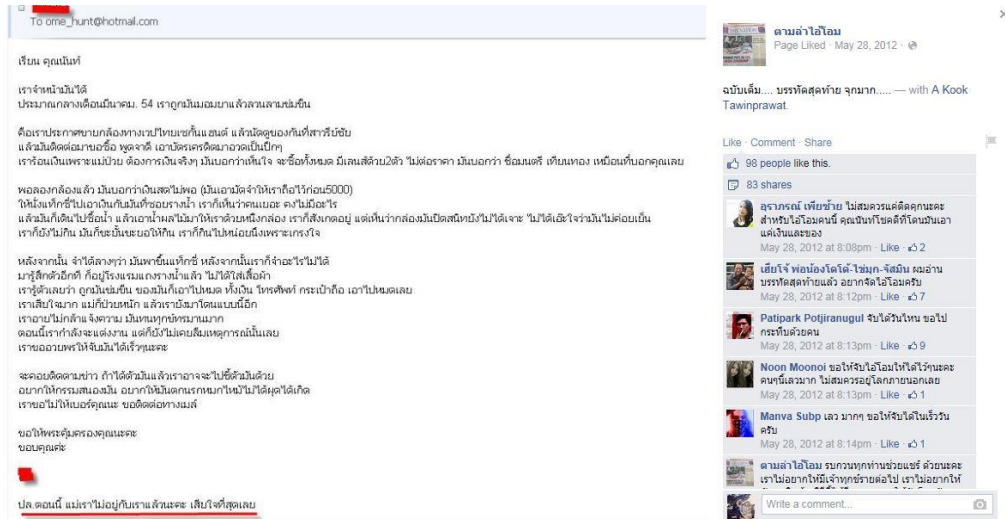 To ome_hunt@hotmail.com
เรียน คุณนันท์
เราจำหน้ามันได้
ประมาณกลางเดือนมีนาคม. 54 เราถูกมันมอมยาแล้วลวนลามข่มขืน
คือเราประกาศขายกล้องทางเวปไทยเซกั้นแฮนด์ แล้วนัดดูของกันที่สารีย์ชับ
แล้วมันติดต่อมาขอซื้อ พูดจาดี เอาบัตรเครดิตมาอวดเป็นปึกๆ
เราร้อนเงินเพราะแม่ป่วย ต้องการเงินจริงๆ มันบอกว่าเห็นใจ จะซื้อทั้งหมด มีเลนส์ด้วย2ตัว ไม่ต่อราคา มันบอกว่า ชื่อมนตรี เทียนทอง เหมือนที่บอกคุณเลย
พอลองกล้องแล้ว มันบอกว่าเงินสดไม่พอ (มันเอามัดจำให้เราถือไว้ก่อน5000)
ให้นั่งแท็กซี่ไปเอาเงินกับมันที่ซอยรางน้ำ เราก็เห็นว่าคนเยอะ คงไม่มีอะไร
แล้วมันก็เดินไปซื้อน้ำ แล้วเอาน้ำผลไม้มาให้เราด้วยหนึ่งกล่อง เราก็สังเกตอยู่ แต่เห็นว่ากล่องมันปิดสนิทยังไม่ได้เจาะ ไม่ได้เอ๊ะใจว่ามันไม่ค่อยเย็น
เราก็ยังไม่กิน มันก็ขะยั้นขะยอให้กิน เราก็กินไปหน่อยนึงเพราะเกรงใจ
หลังจากนั้น จำได้ลางๆว่า มันพาขึ้นแท็กซี่ หลังจากนั้นเราก็จำอะไรไม่ได้
มารู้สึกตัวอีกที ก็อยู่โรงแรมแถวรางน้ำแล้ว ไม่ได้ใส่เสื้อผ้า
เรารู้ตัวเลยว่า ถูกมันข่มขืน ของมันก็เอาไปหมด ทั้งเงิน โทรศัพท์ กระเป๋าถือ เอาไปหมดเลย
เราเสียใจมาก แม่ก็ป่วยหนัก แล้วเรายังมาโดนแบบนี้อีก
เราอายไม่กล้าแจ้งความ มันทนทุกข์ทรมานมาก
ตอนนี้เรากำลังจะแต่งงาน แต่ก็ยังไม่เคยลืมเหตุการณ์นั้นเลย
เราขออวยพรให้จับมันได้เร็วๆนะคะ
จะคอยติดตามข่าว ถ้าได้ตัวมันแล้วเราอาจจะไปชี้ตัวมันด้วย
อยากให้กรรมสนองมัน อยากให้มันตกนรกหมกไหม้ไม่ได้ผุดได้เกิด
เราขอไม่ให้เบอร์คุณนะ ขอติดต่อทางเมล์
ขอให้พระคุ้มครองคุณนะคะ
ขอบคุณค่ะ
ปล.ตอนนี้ แม่เราไม่อยู่กับเราแล้วนะคะ เสียใจที่สุดเลย
ตามล่าไอ้โอม
Page Liked · May 28, 2012 ·
ฉบับเต็ม.... บรรทัดสุดท้าย จุกมาก..... — with A Kook
Tawinprawat.
Like · Comment · Share
98 people like this.
83 shares
อุราภรณ์ เพียซ้าย ไม่สมควรแค่ติดคุกนะคะ
สำหรับไอ้โอมคนนี้ คุณนันท์โชคดีที่โดนมันเอา
แค่เงินและของ
May 28, 2012 at 8:08pm · Like · 2
เฮียโจ้ พ่อน้องโตโต้-ไข่มุก-จัสมิน ผมอ่าน
บรรทัดสุดท้ายแล้ว อยากจัดไอ้โอมครับ
May 28, 2012 at 8:12pm · Like · 7
Patipark Potjiranugul จับได้วันไหน ขอไป
กระทืบด้วยคน
May 28, 2012 at 8:13pm · Like · 9
Noon Moonoi ขอให้จับไอ้โอมให้ได้ไวๆนะคะ
คนๆนี้เลวมาก ไม่สมควรอยู่โลกภายนอกเลย
May 28, 2012 at 8:13pm · Like · 1
Manva Subp เลว มากๆ ขอให้จับได้ในเร็ววัน
ครับ
May 28, 2012 at 8:14pm · Like · 1
ตามล่าไอ้โอม รบกวนทุกท่านช่วยแชร์ ด้วยนะคะ
เราไม่อยากให้มีเจ้าทุกข์รายต่อไป เราไม่อยากให้
Write a comment...